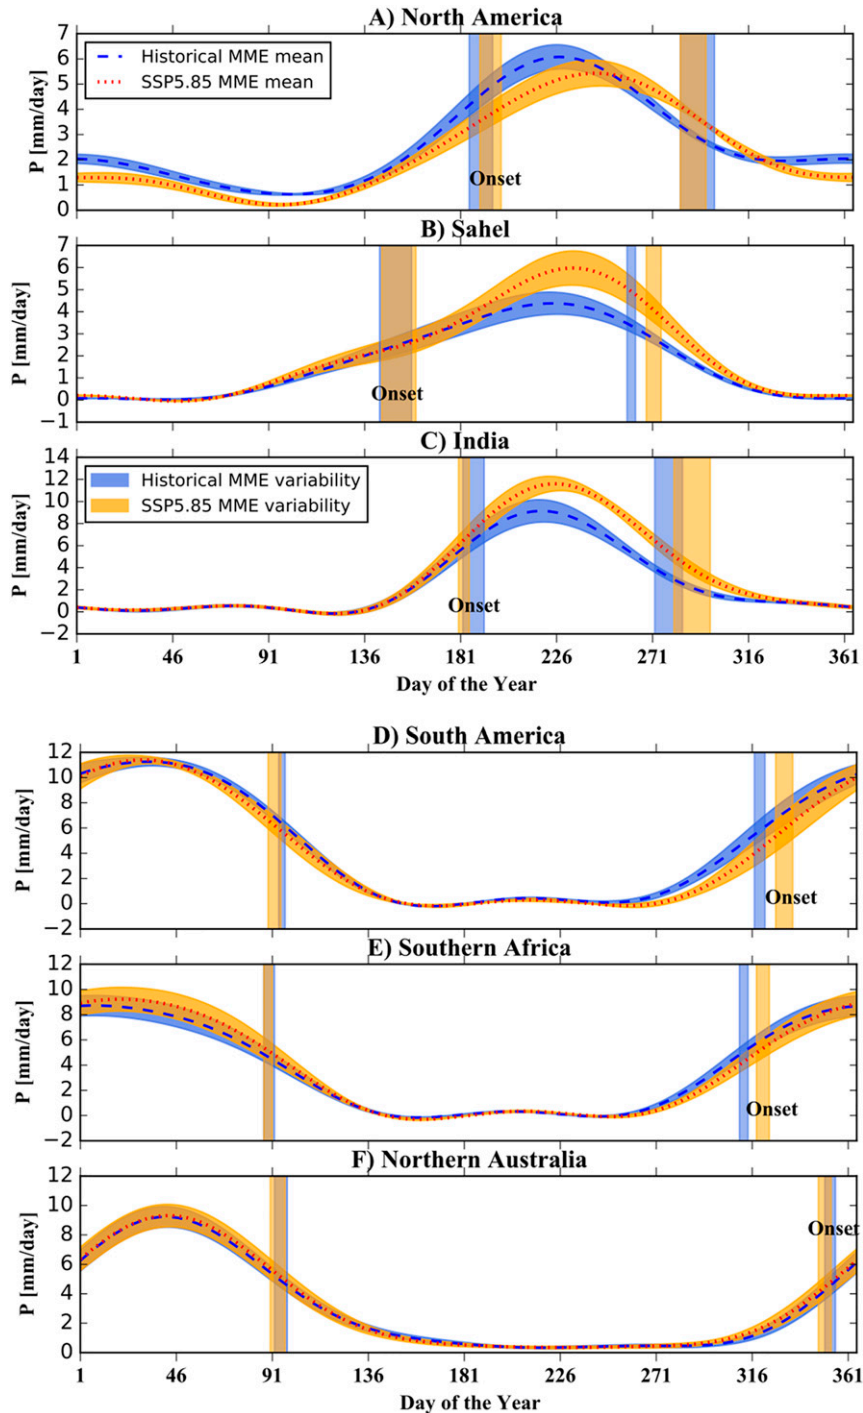 A) North America
P [mm/day]
7
6
5
4
3
2
1
0
Historical MME mean
SSP5.85 MME mean
Onset
B) Sahel
P [mm/day]
7
6
5
4
3
2
1
0
−1
Onset
C) India
P [mm/day]
14
12
10
8
6
4
2
0
−2
Historical MME variability
SSP5.85 MME variability
Onset
1 46 91 136 181 226 271 316 361
Day of the Year
D) South America
P [mm/day]
12
10
8
6
4
2
0
−2
Onset
E) Southern Africa
P [mm/day]
12
10
8
6
4
2
0
−2
Onset
F) Northern Australia
P [mm/day]
12
10
8
6
4
2
0
Onset
1 46 91 136 181 226 271 316 361
Day of the Year